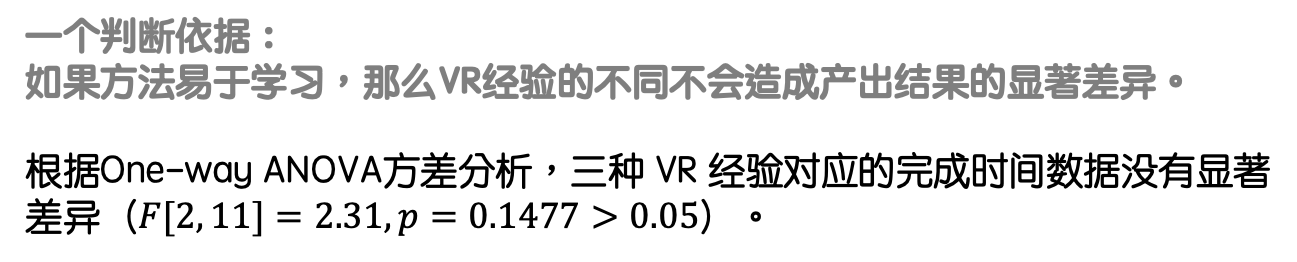 一个判断依据：
如果方法易于学习，那么VR经验的不同不会造成产出结果的显著差异。
根据One-way ANOVA方差分析，三种 VR 经验对应的完成时间数据没有显著
差异（F[2, 11] = 2.31, p = 0.1477 > 0.05）。